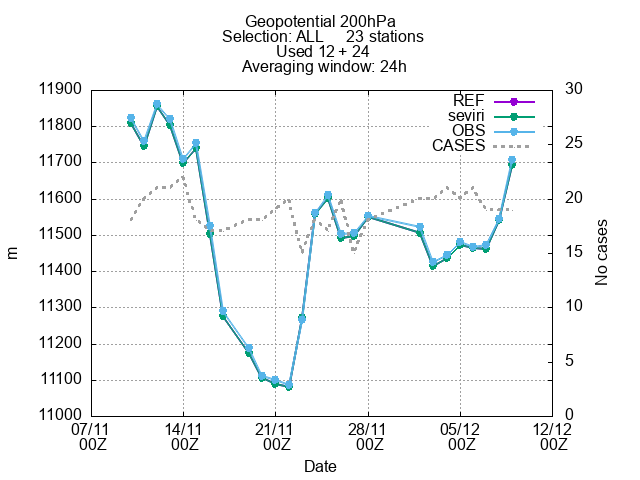 Geopotential 200hPa
Selection: ALL 23 stations
Used 12 + 24
Averaging window: 24h
REF
seviri
OBS
CASES
11900
11800
11700
11600
11500
11400
11300
11200
11100
11000
m
30
25
20
15
10
5
0
No cases
07/11 14/11 21/11 28/11 05/12 12/12
00Z 00Z 00Z 00Z 00Z 00Z
Date